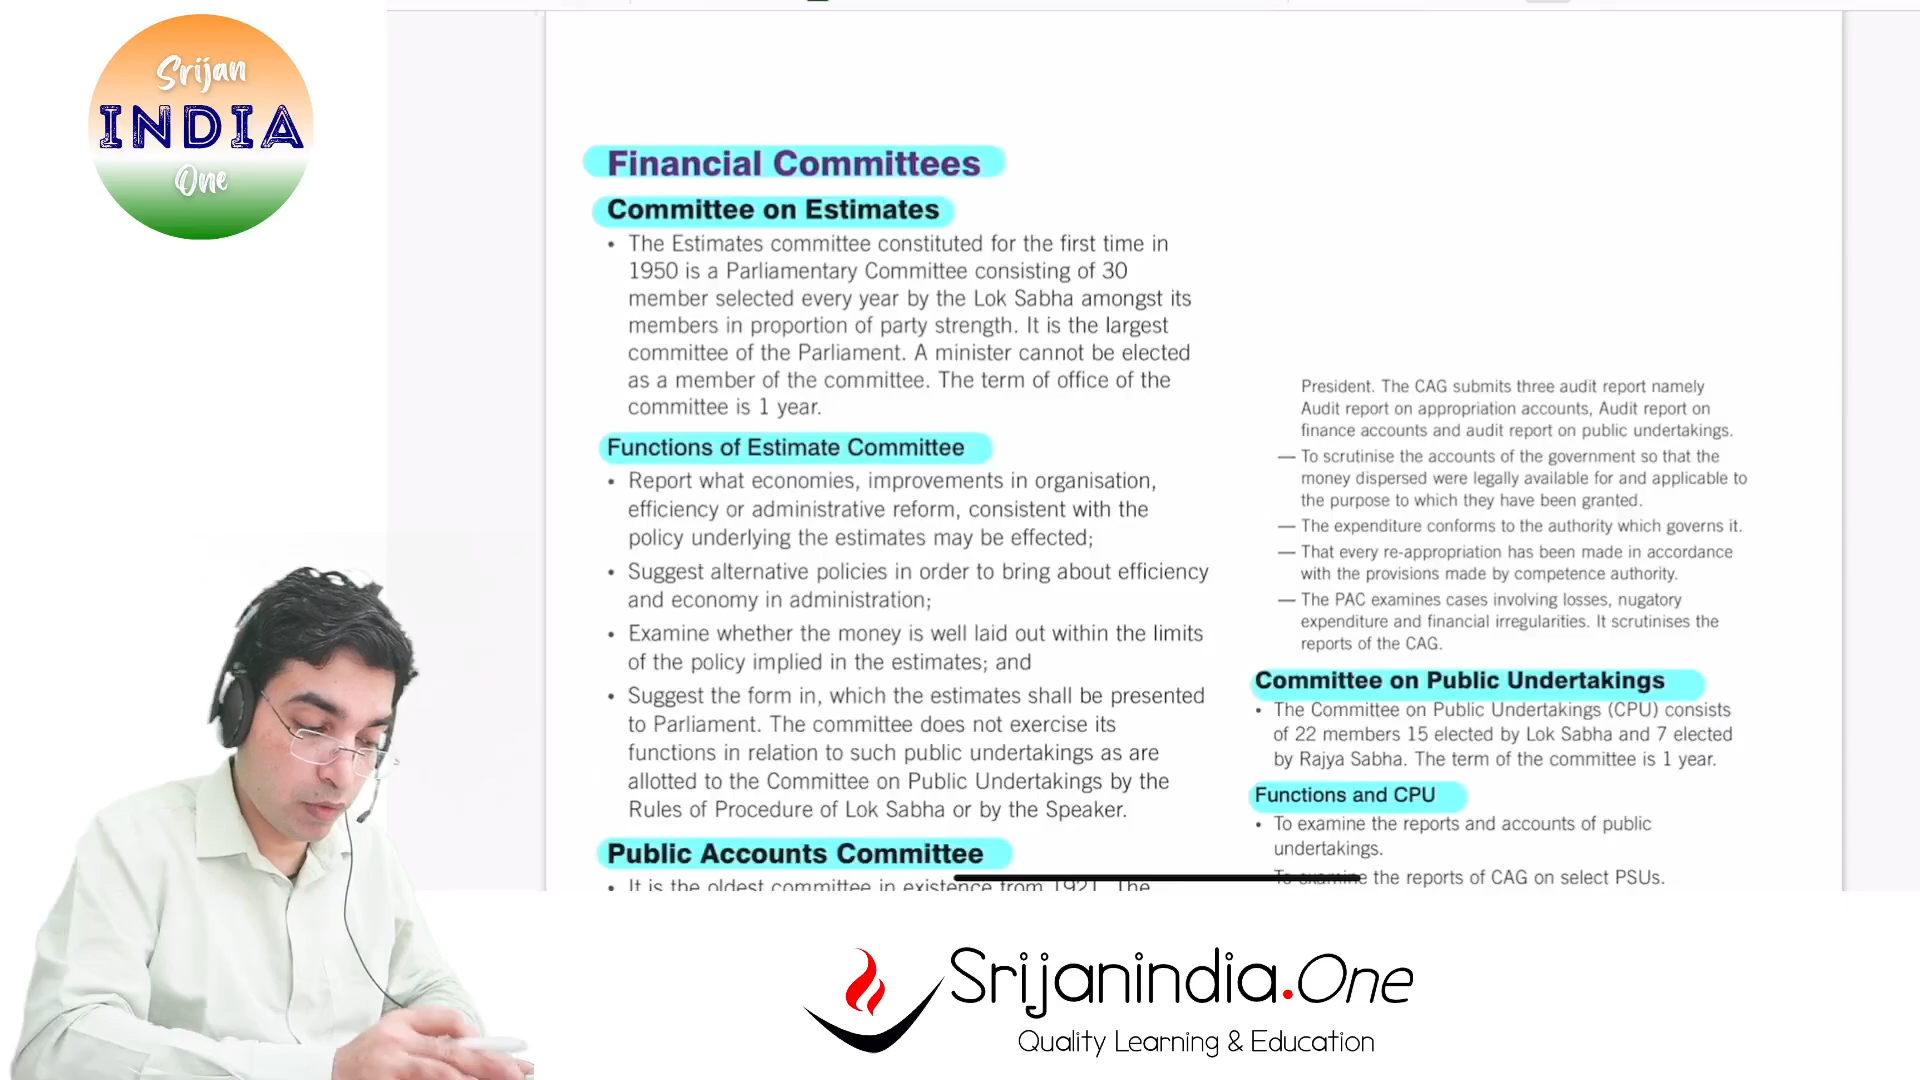 Srijan
INDIA
One
Financial Committees
Committee on Estimates
• The Estimates committee constituted for the first time in
1950 is a Parliamentary Committee consisting of 30
member selected every year by the Lok Sabha amongst its
members in proportion of party strength. It is the largest
committee of the Parliament. A minister cannot be elected
as a member of the committee. The term of office of the
committee is 1 year.
Functions of Estimate Committee
• Report what economies, improvements in organisation,
efficiency or administrative reform, consistent with the
policy underlying the estimates may be effected;
• Suggest alternative policies in order to bring about efficiency
and economy in administration;
• Examine whether the money is well laid out within the limits
of the policy implied in the estimates; and
• Suggest the form in, which the estimates shall be presented
to Parliament. The committee does not exercise its
functions in relation to such public undertakings as are
allotted to the Committee on Public Undertakings by the
Rules of Procedure of Lok Sabha or by the Speaker.
Public Accounts Committee
• It is the oldest committee in existence from 1921. The
President. The CAG submits three audit report namely
Audit report on appropriation accounts, Audit report on
finance accounts and audit report on public undertakings.
— To scrutinise the accounts of the government so that the
money dispersed were legally available for and applicable to
the purpose to which they have been granted.
— The expenditure conforms to the authority which governs it.
— That every re-appropriation has been made in accordance
with the provisions made by competence authority.
— The PAC examines cases involving losses, nugatory
expenditure and financial irregularities. It scrutinises the
reports of the CAG.
Committee on Public Undertakings
• The Committee on Public Undertakings (CPU) consists
of 22 members 15 elected by Lok Sabha and 7 elected
by Rajya Sabha. The term of the committee is 1 year.
Functions and CPU
• To examine the reports and accounts of public
undertakings.
To examine the reports of CAG on select PSUs.
Srijanindia.One
Quality Learning & Education